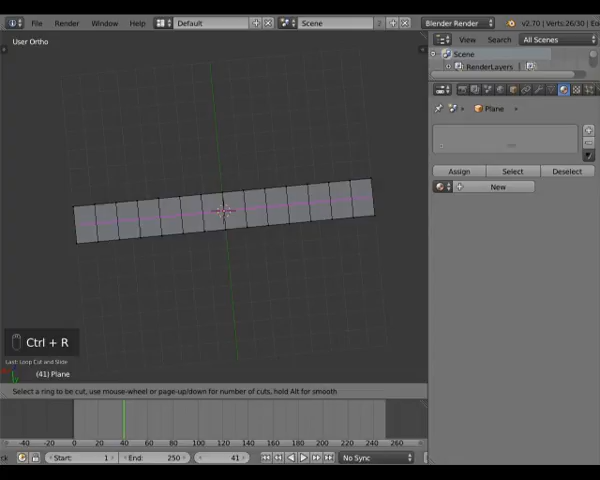 File Render Window Help Default Scene 2 Blender Render v2.70 | Verts:26/30 | E
User Ortho
View Search All Scenes
Scene
RenderLayers
Plane
Assign Select Deselect
New
Ctrl + R
Last: Loop Cut and Slide
(41) Plane
Select a ring to be cut, use mouse-wheel or page-up/down for number of cuts, hold Alt for smooth
-40 -20 0 20 40 60 80 100 120 140 160 180 200 220 240 260
ck Start: 1 End: 250 41 No Sync